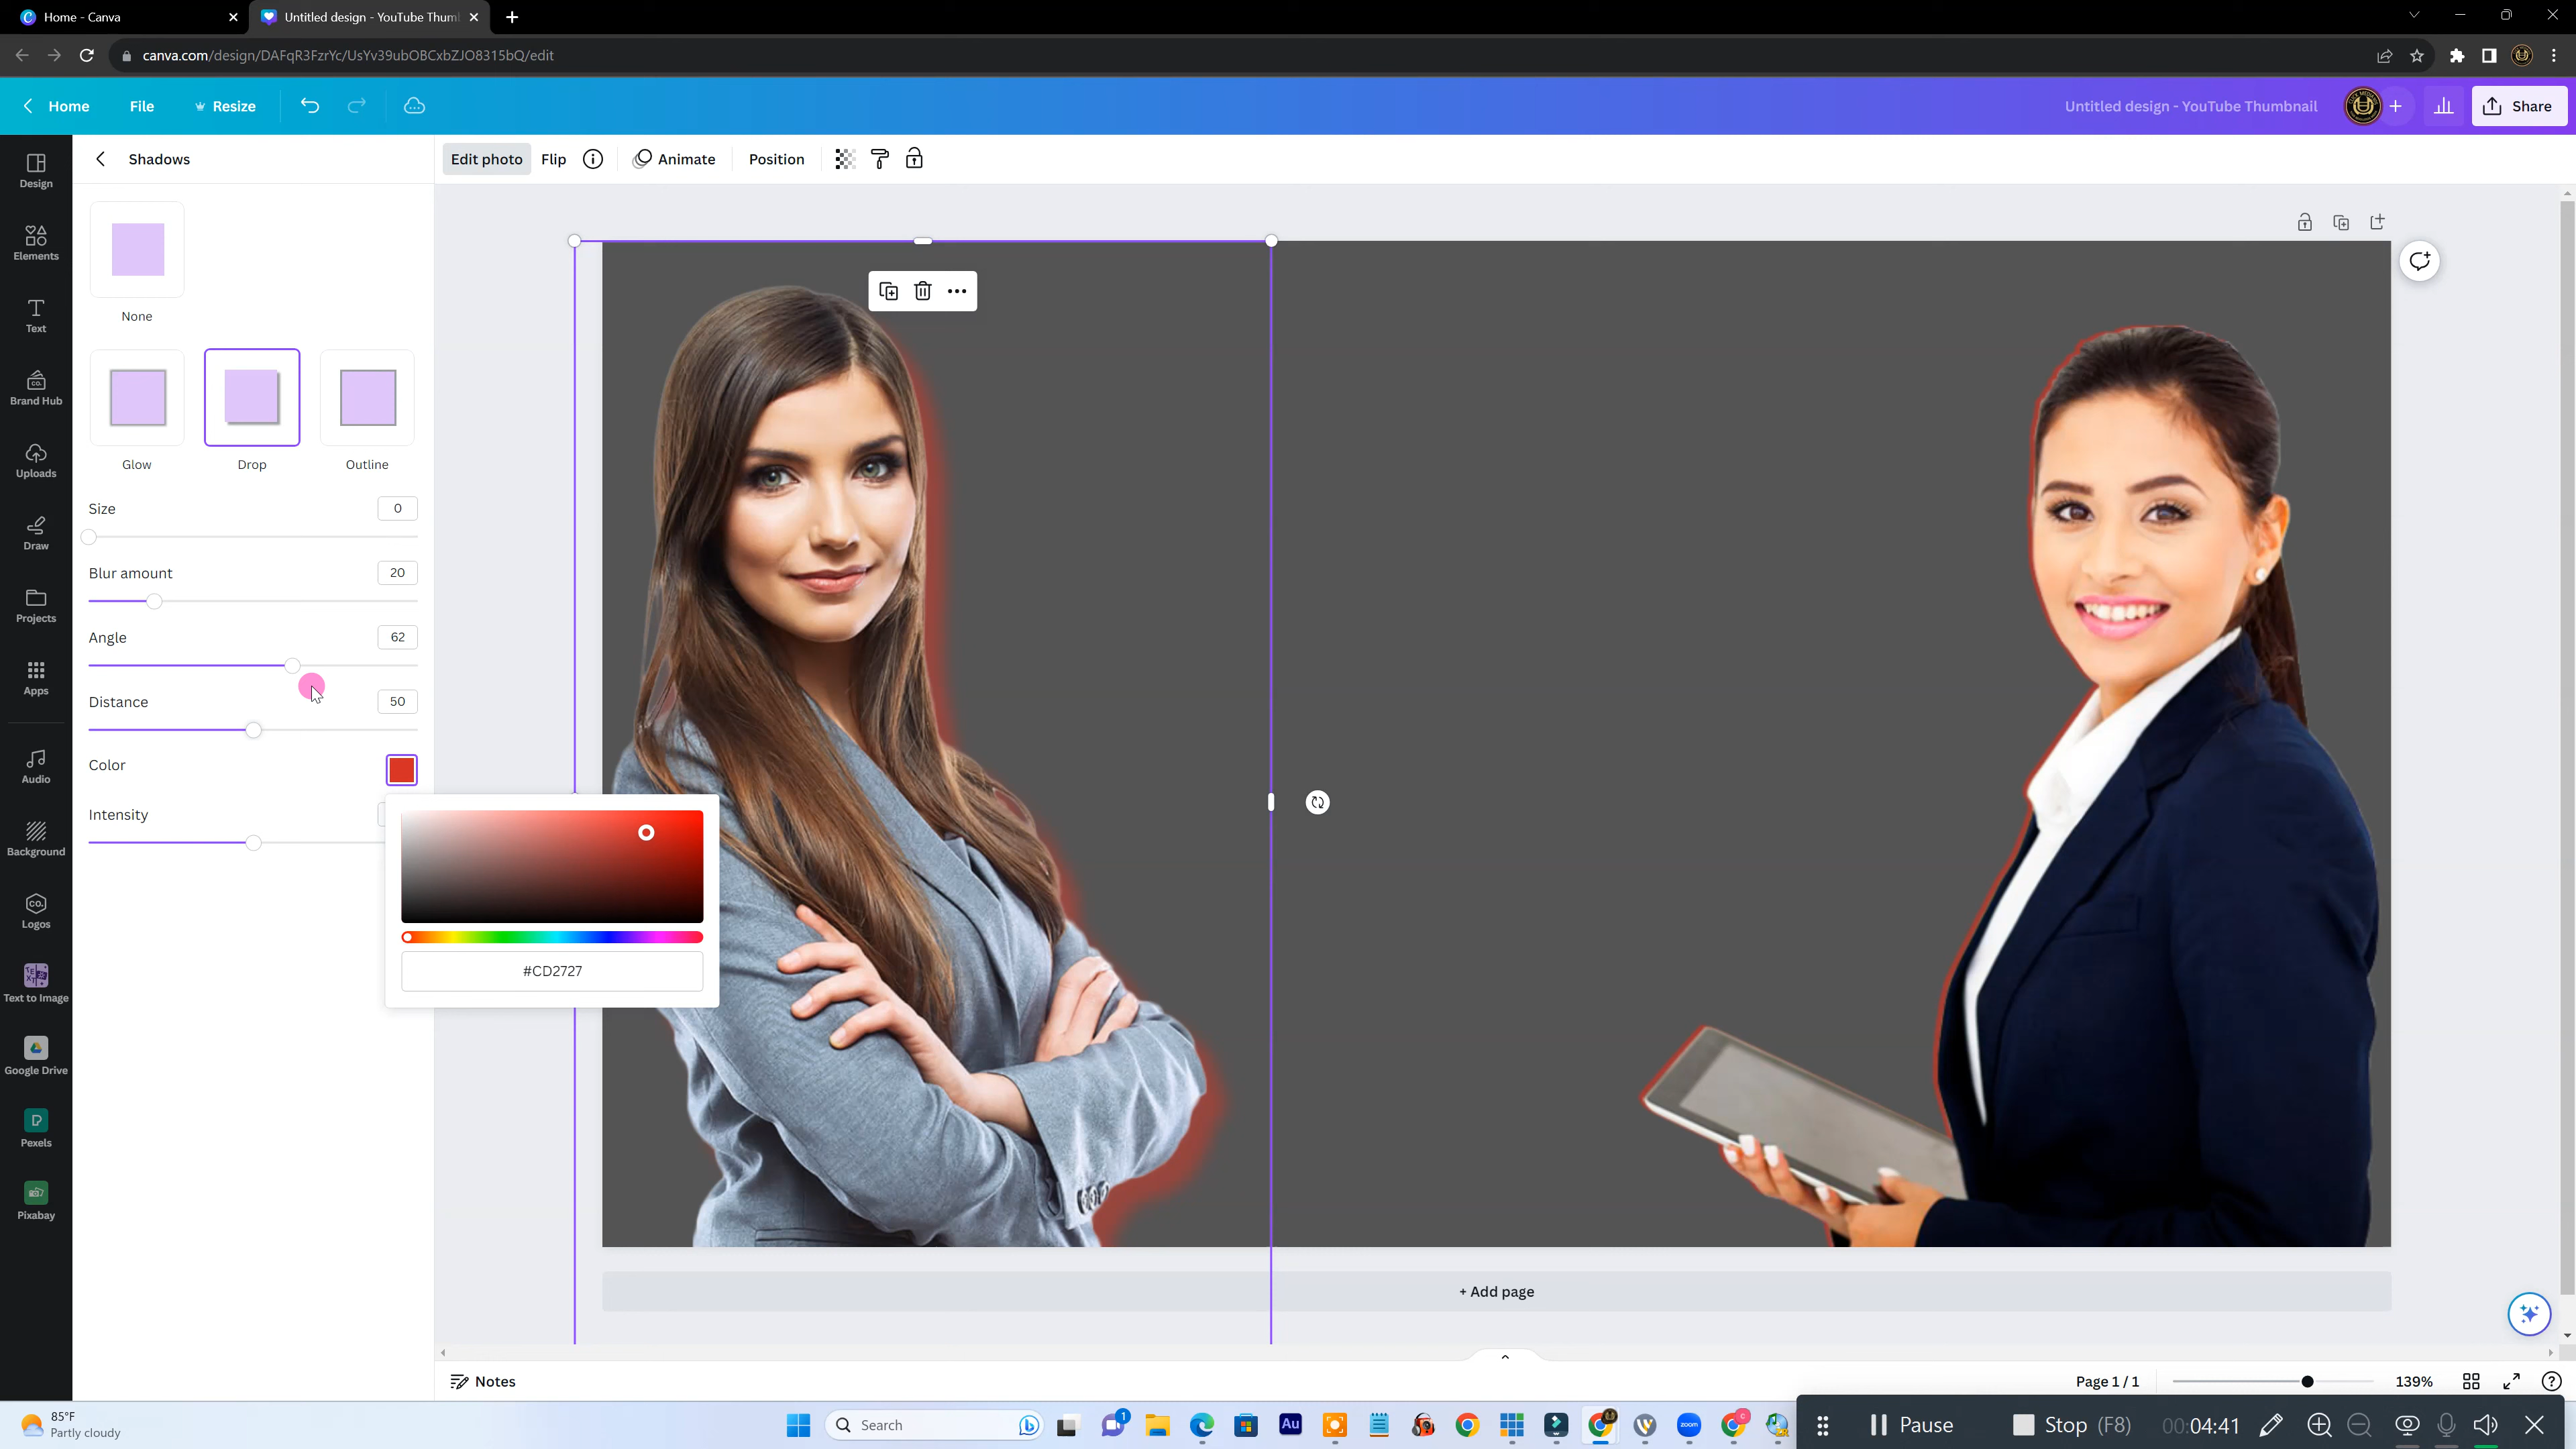 Home - Canva
Untitled design - YouTube Thuml
canva.com/design/DAFqR3FzrYc/UsYv39ubOBCxbZJO8315bQ/edit
Home
File
Resize
Untitled design - YouTube Thumbnail
Share
Design
Elements
Text
Brand Hub
Uploads
Draw
Projects
Apps
Audio
Background
Logos
Text to Image
Google Drive
Pexels
Pixabay
Shadows
None
Glow
Drop
Outline
Size
0
Blur amount
20
Angle
62
Distance
50
Color
Intensity
#CD2727
Edit photo
Flip
Animate
Position
+ Add page
Notes
Page 1 / 1
139%
85°F
Partly cloudy
Search
1
Au
zoom
Pause
Stop (F8)
00:04:41